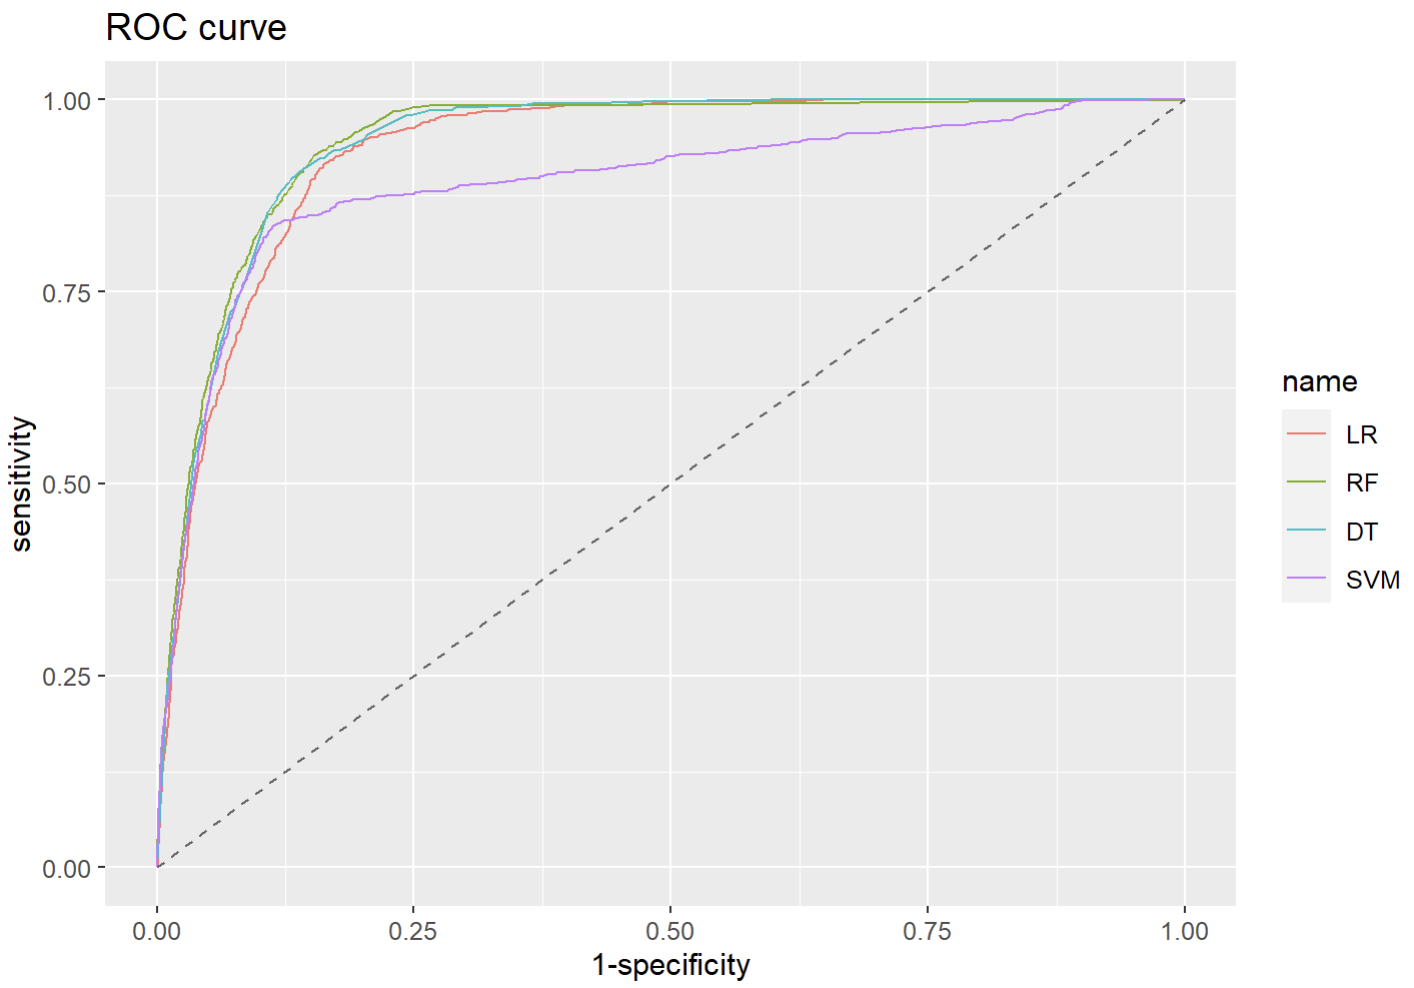 ROC curve
1.00
0.75
0.50
0.25
0.00
sensitivity
0.00 0.25 0.50 0.75 1.00
1-specificity
name
LR
RF
DT
SVM